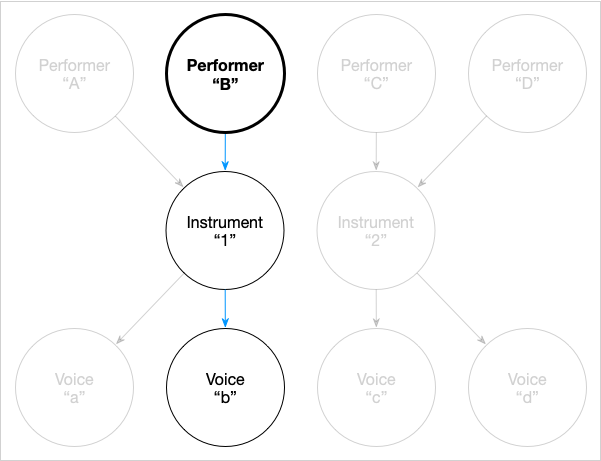 Performer
“A”
Performer
“B”
Performer
“C”
Performer
“D”
Instrument
“1”
Instrument
“2”
Voice
“a”
Voice
“b”
Voice
“c”
Voice
“d”